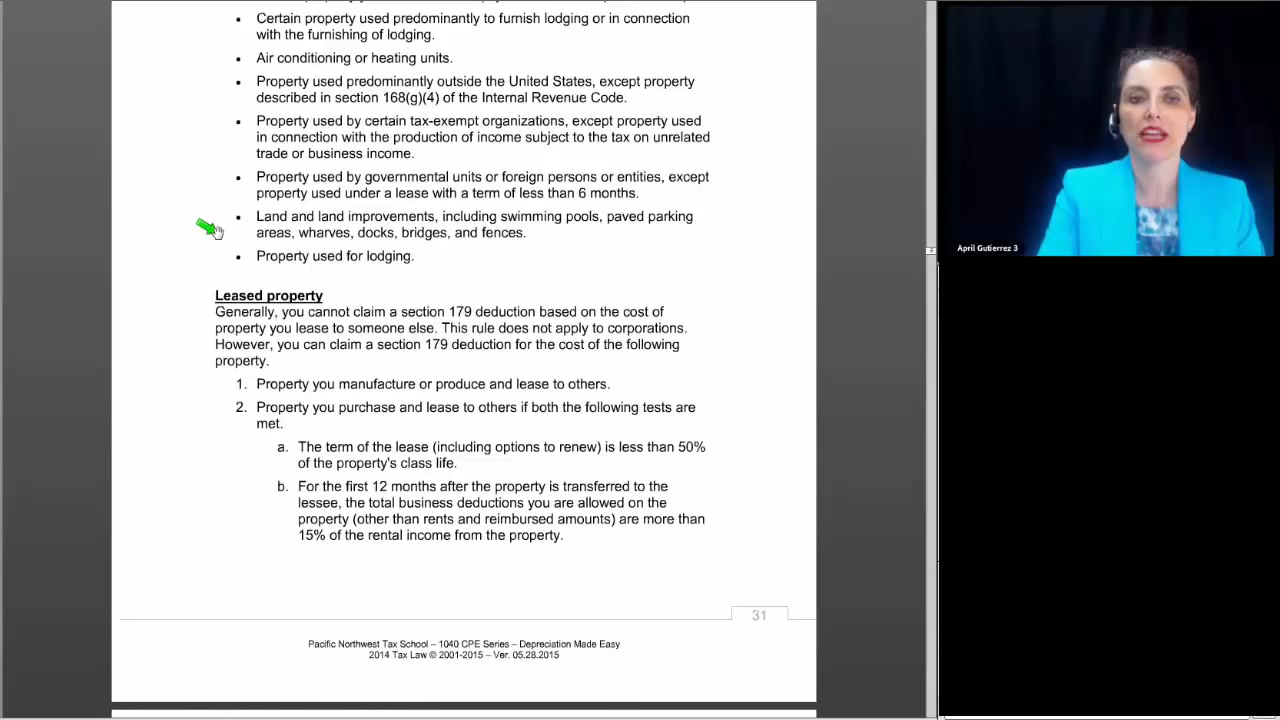 Certain property used predominantly to furnish lodging or in connection
with the furnishing of lodging.
Air conditioning or heating units.
Property used predominantly outside the United States, except property
described in section 168(g)(4) of the Internal Revenue Code.
Property used by certain tax-exempt organizations, except property used
in connection with the production of income subject to the tax on unrelated
trade or business income.
Property used by governmental units or foreign persons or entities, except
property used under a lease with a term of less than 6 months.
Land and land improvements, including swimming pools, paved parking
areas, wharves, docks, bridges, and fences.
Property used for lodging.
Leased property
Generally, you cannot claim a section 179 deduction based on the cost of
property you lease to someone else. This rule does not apply to corporations.
However, you can claim a section 179 deduction for the cost of the following
property.
1. Property you manufacture or produce and lease to others.
2. Property you purchase and lease to others if both the following tests are
met.
a. The term of the lease (including options to renew) is less than 50%
of the property's class life.
b. For the first 12 months after the property is transferred to the
lessee, the total business deductions you are allowed on the
property (other than rents and reimbursed amounts) are more than
15% of the rental income from the property.
31
Pacific Northwest Tax School – 1040 CPE Series – Depreciation Made Easy
2014 Tax Law © 2001-2015 – Ver. 05.28.2015
April Gutierrez 3